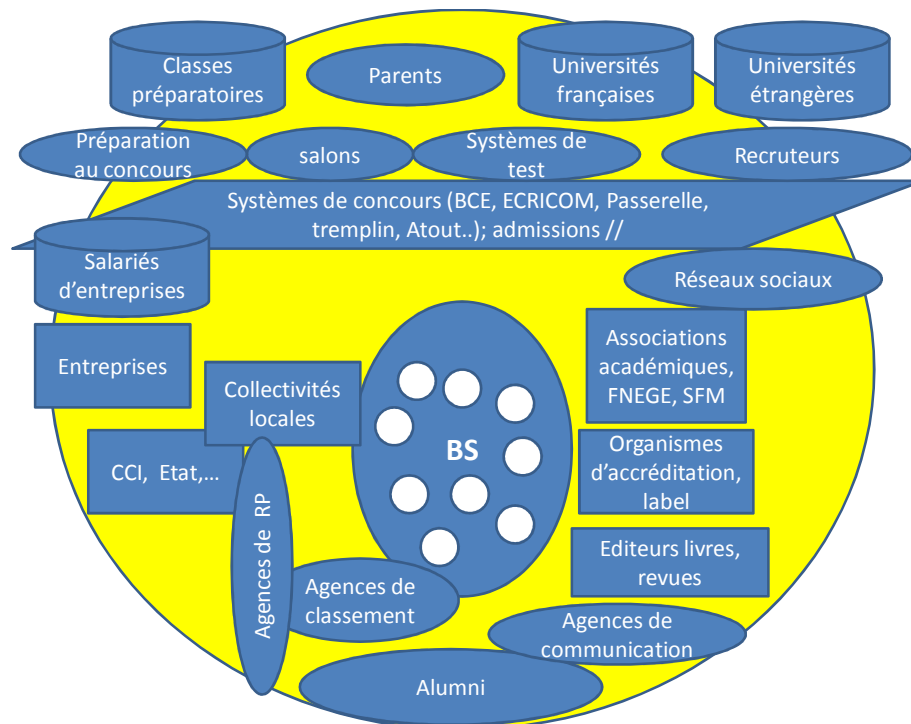 Classes
préparatoires
Parents
Universités
françaises
Universités
étrangères
Préparation
au concours
salons
Systèmes de
test
Recruteurs
Systèmes de concours (BCE, ECRICOM, Passerelle,
tremplin, Atout..); admissions //
Salariés
d’entreprises
Réseaux sociaux
Entreprises
Collectivités
locales
Associations
académiques,
FNEGE, SFM
BS
CCI, Etat,…
Organismes
d’accréditation,
label
Agences de RP
Editeurs livres,
revues
Agences de
classement
Agences de
communication
Alumni